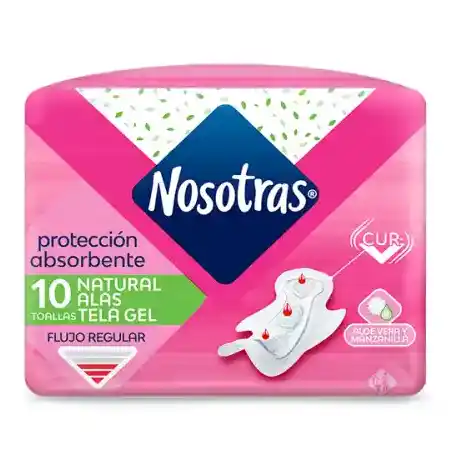 Nosotras®
protección
absorbente
10 NATURAL
ALAS
TOALLAS TELA GEL
FLUJO REGULAR
CUR-V
ALOE VERA Y
MANZANILLA